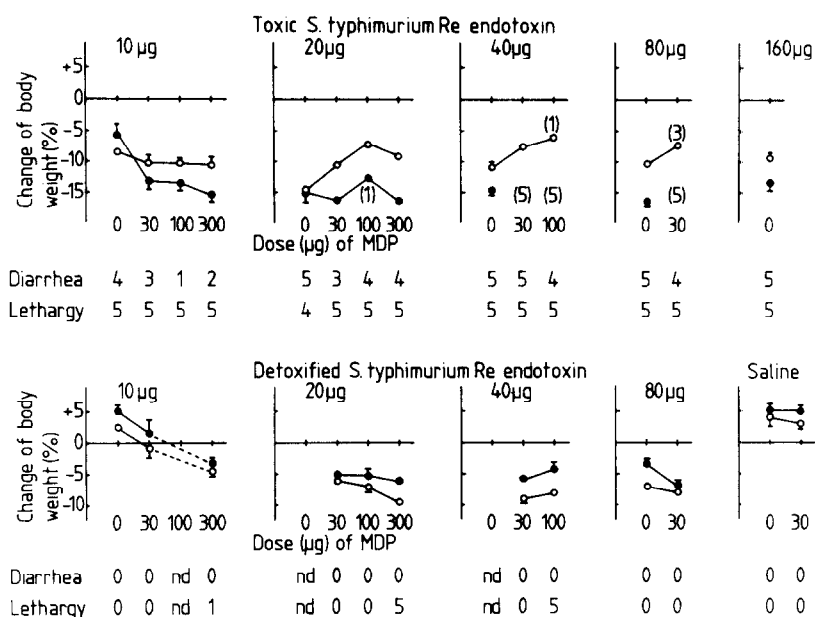 Toxic S. typhimurium Re endotoxin
10 µg 20µg 40µg 80µg 160µg
Change of body weight (%)
+5
0
-5
-10
-15
(1) (1) (3)
(5) (5) (5)
0 30 100 300 0 30 100 300 0 30 100 0 30 0
Dose (µg) of MDP
Diarrhea 4 3 1 2 5 3 4 4 5 5 4 5 4 5
Lethargy 5 5 5 5 4 5 5 5 5 5 5 5 5 5
Detoxified S. typhimurium Re endotoxin
10 µg 20µg 40µg 80µg Saline
Change of body weight (%)
+5
0
-5
-10
0 30 100 300 0 30 100 300 0 30 100 0 30 0 30
Dose (µg) of MDP
Diarrhea 0 0 nd 0 nd 0 0 0 nd 0 0 0 0 0 0
Lethargy 0 0 nd 1 nd 0 0 5 nd 0 5 0 0 0 0